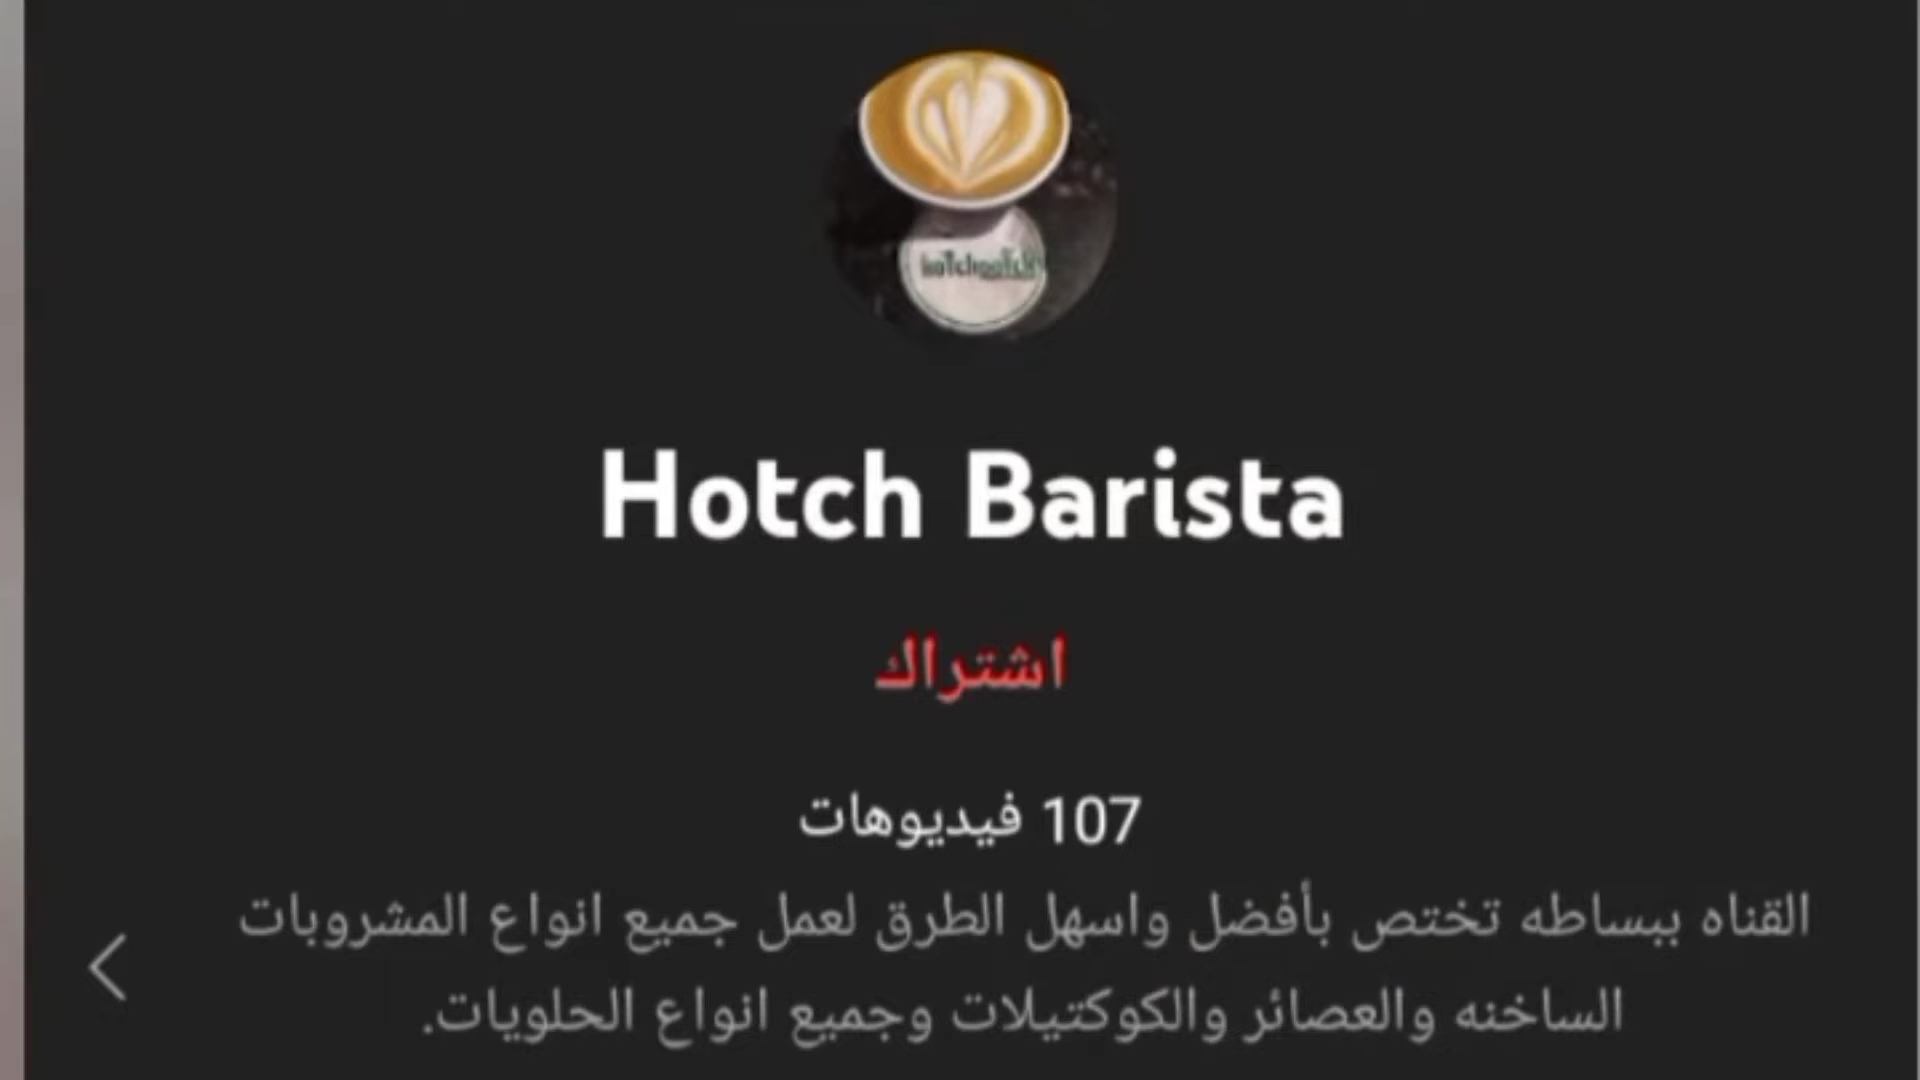 Hotch Barista
اشتراك
107 فيديوهات
القناه ببساطه تختص بأفضل واسهل الطرق لعمل جميع انواع المشروبات
الساخنه والعصائر والكوكتيلات وجميع انواع الحلويات.